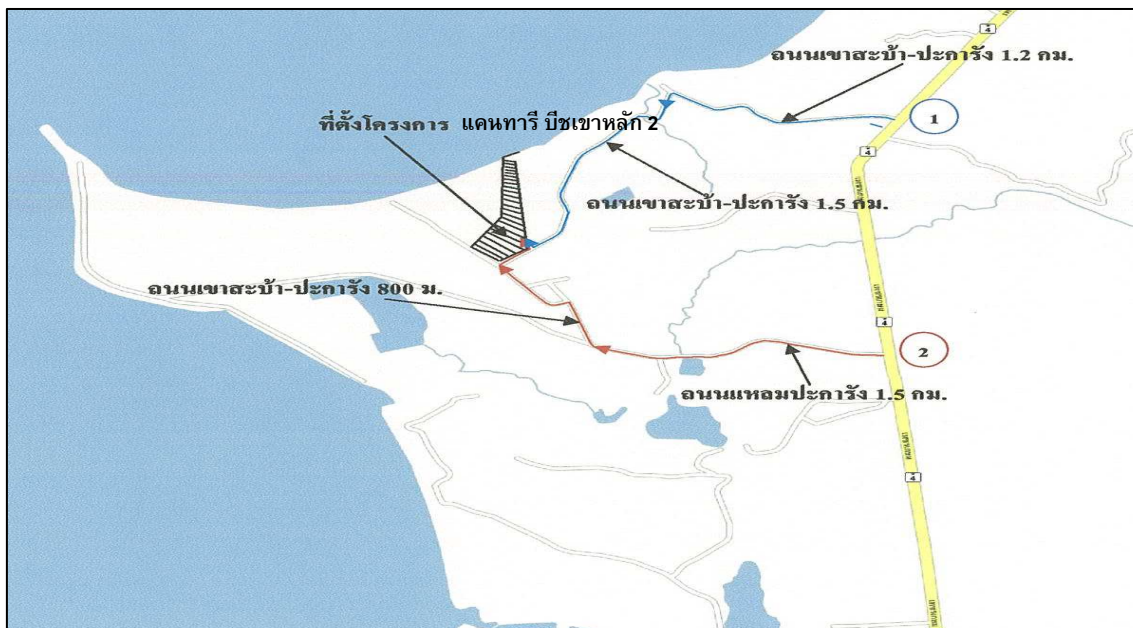 4
ถนนเขาสะบ้า-ปะการัง 1.2 กม.
ที่ตั้งโครงการ แคนทารี บีชเขาหลัก 2
1
4
ถนนเขาสะบ้า-ปะการัง 1.5 กม.
ถนนเขาสะบ้า-ปะการัง 800 ม.
4
2
ถนนแหลมปะการัง 1.5 กม.
4